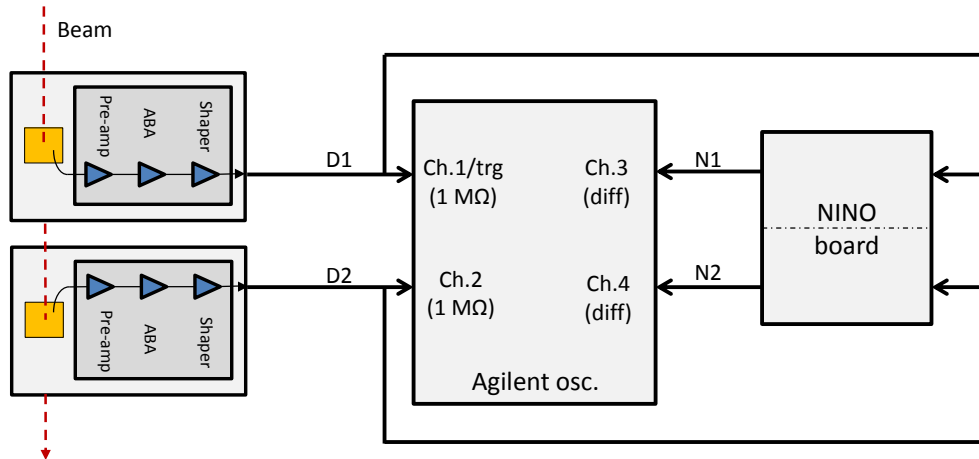 Beam
Pre-amp
ABA
Shaper
D1
Ch.1/trg
(1 MΩ)
Ch.3
(diff)
N1
NINO
board
D2
Ch.2
(1 MΩ)
Ch.4
(diff)
N2
Pre-amp
ABA
Shaper
Agilent osc.